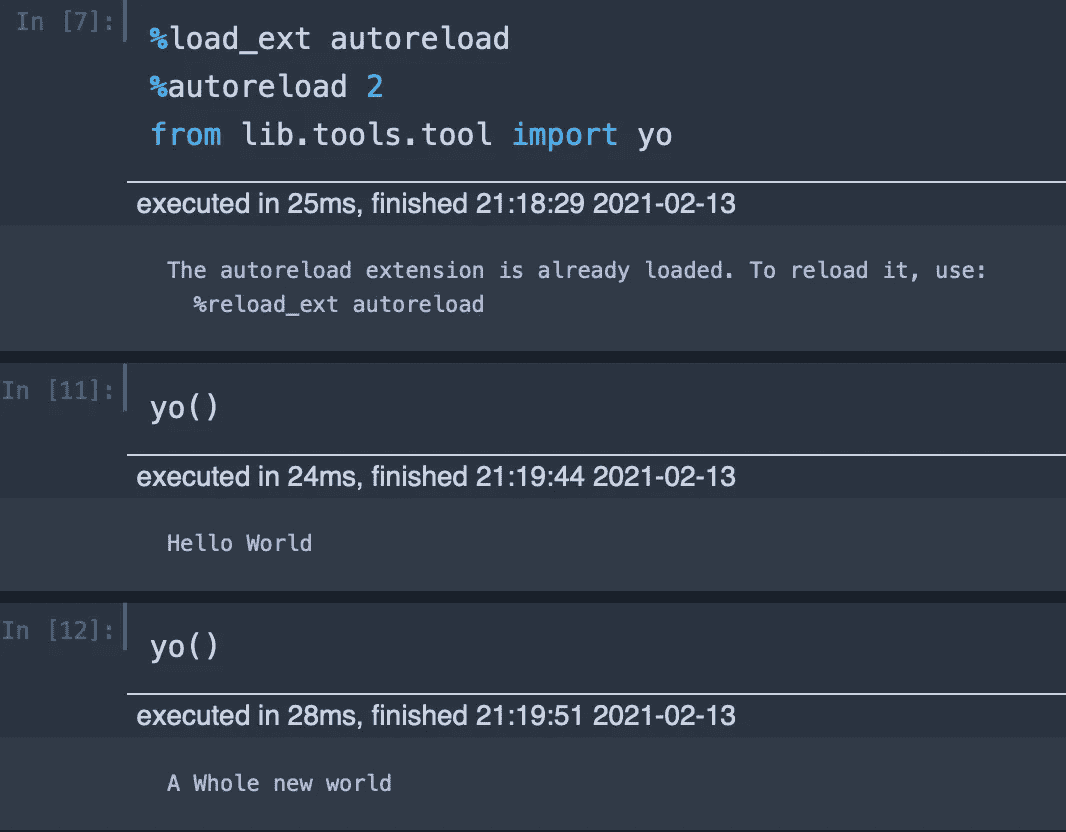 In [7]:
%load_ext autoreload
%autoreload 2
from lib.tools.tool import yo
executed in 25ms, finished 21:18:29 2021-02-13
The autoreload extension is already loaded. To reload it, use:
  %reload_ext autoreload
In [11]:
yo()
executed in 24ms, finished 21:19:44 2021-02-13
Hello World
In [12]:
yo()
executed in 28ms, finished 21:19:51 2021-02-13
A Whole new world